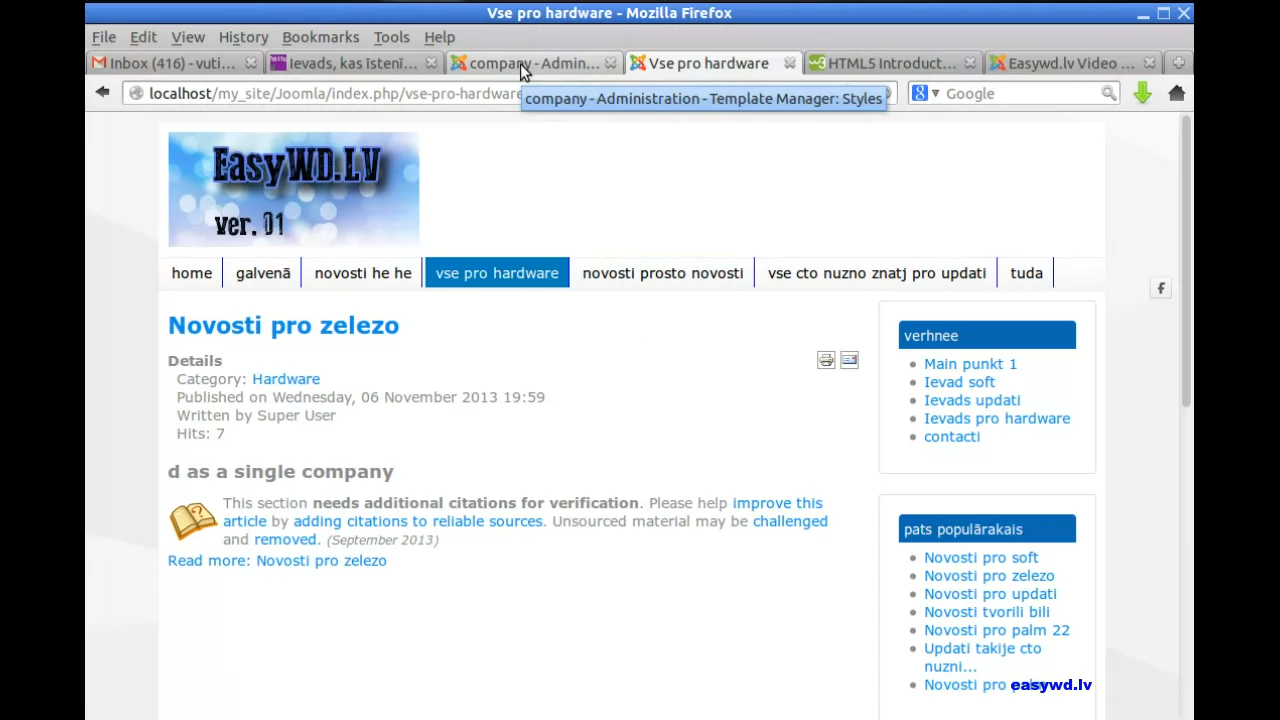 Vse pro hardware - Mozilla Firefox
File Edit View History Bookmarks Tools Help
Inbox (416) - vuti... Ievads, kas īstenī... company - Admin... Vse pro hardware HTML5 Introduct... Easywd.lv Video ...
localhost/my_site/Joomla/index.php/vse-pro-hardware Google
company - Administration - Template Manager: Styles
EasyWD.LV
ver. 01
home galvenā novosti he he vse pro hardware novosti prosto novosti vse cto nuzno znatj pro updati tuda
f
Novosti pro zelezo
Details
Category: Hardware
Published on Wednesday, 06 November 2013 19:59
Written by Super User
Hits: 7
d as a single company
This section needs additional citations for verification. Please help improve this
article by adding citations to reliable sources. Unsourced material may be challenged
and removed. (September 2013)
Read more: Novosti pro zelezo
verhnee
Main punkt 1
Ievad soft
Ievads updati
Ievads pro hardware
contacti
pats populārakais
Novosti pro soft
Novosti pro zelezo
Novosti pro updati
Novosti tvorili bili
Novosti pro palm 22
Updati takije cto
nuzni...
Novosti pro
easywd.lv